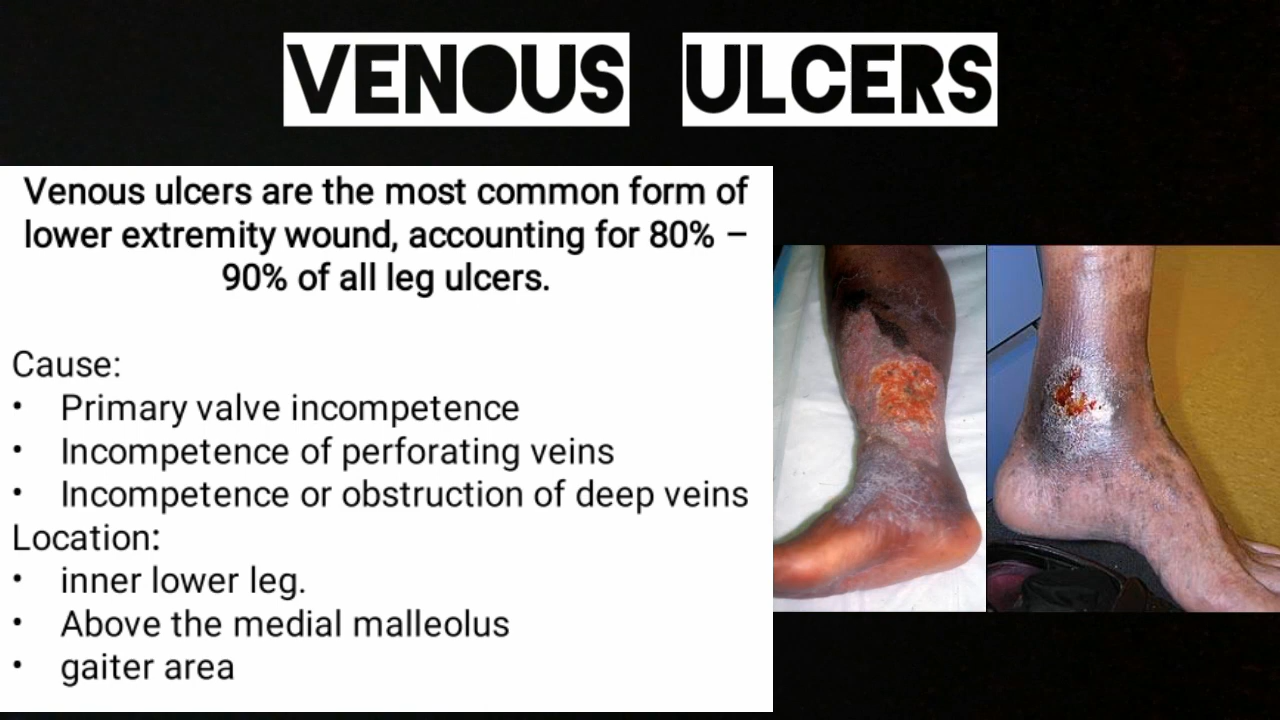 VENOUS ULCERS
Venous ulcers are the most common form of
lower extremity wound, accounting for 80% –
90% of all leg ulcers.
Cause:
• Primary valve incompetence
• Incompetence of perforating veins
• Incompetence or obstruction of deep veins
Location:
• inner lower leg.
• Above the medial malleolus
• gaiter area